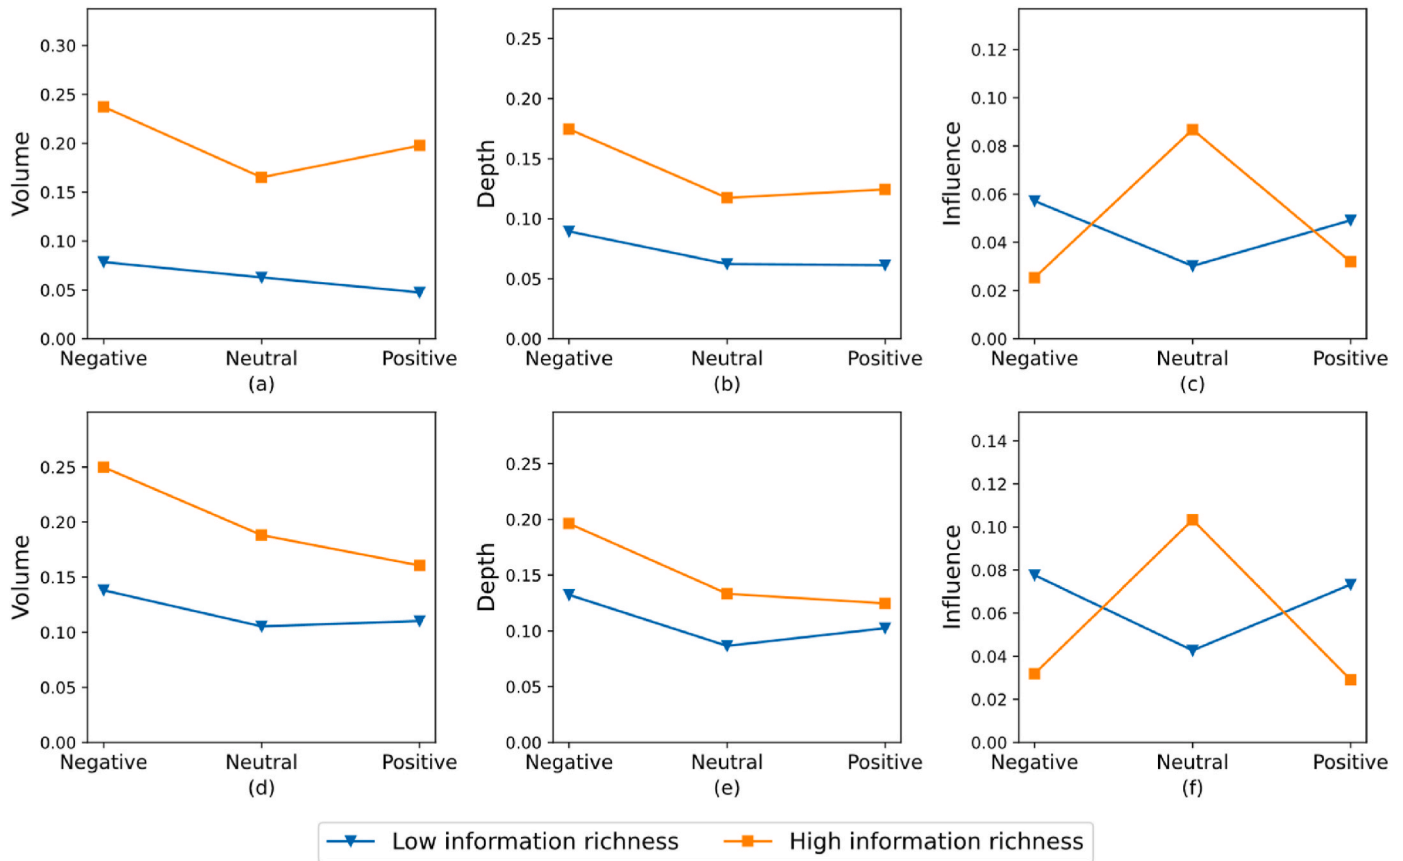 Volume
0.30
0.25
0.20
0.15
0.10
0.05
0.00
Negative Neutral Positive
(a)
Depth
0.25
0.20
0.15
0.10
0.05
0.00
Negative Neutral Positive
(b)
Influence
0.12
0.10
0.08
0.06
0.04
0.02
0.00
Negative Neutral Positive
(c)
Volume
0.25
0.20
0.15
0.10
0.05
0.00
Negative Neutral Positive
(d)
Depth
0.25
0.20
0.15
0.10
0.05
0.00
Negative Neutral Positive
(e)
Influence
0.14
0.12
0.10
0.08
0.06
0.04
0.02
0.00
Negative Neutral Positive
(f)
Low information richness High information richness